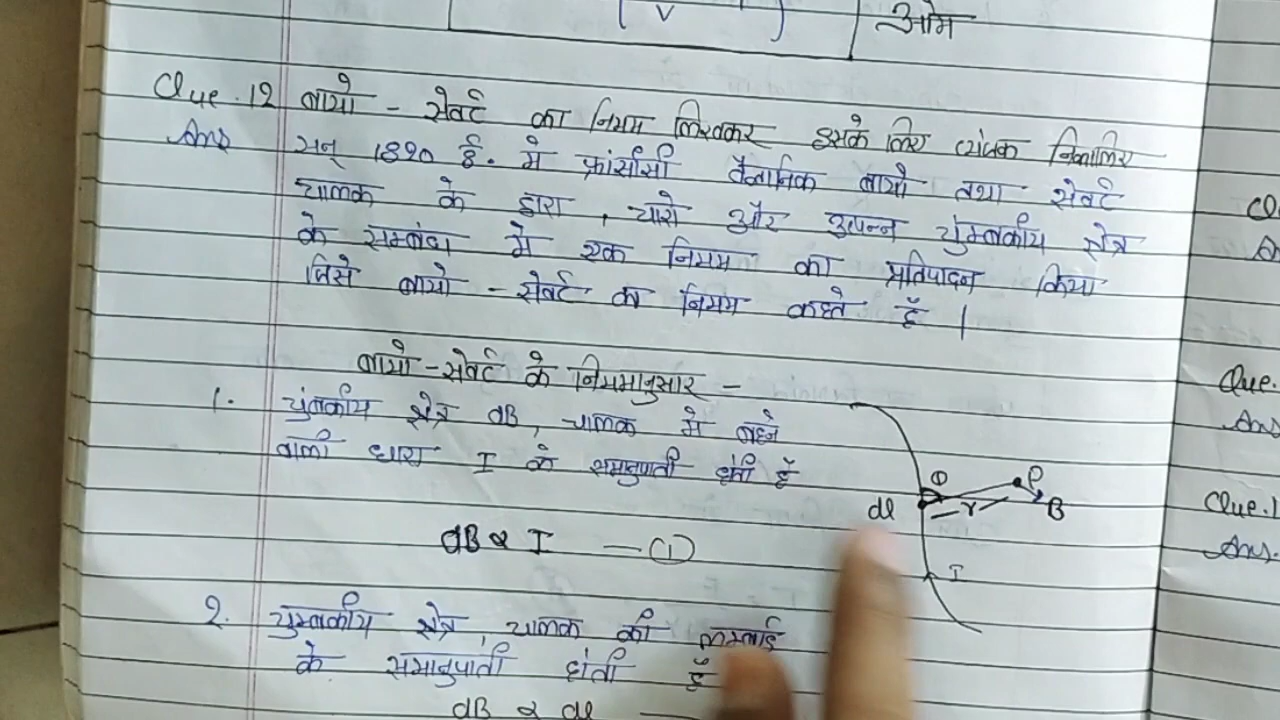 V
ओम
Que. 12 बायो - सेवर्ट का नियम लिखकर इसके लिए व्यंजक निकालिए
Ans सन् 1820 ई. मे फ्रांसीसी वैज्ञानिक बायो तथा सेवर्ट
चालक के द्वारा , चारो और उत्पन्न चुम्बकीय क्षेत्र
के सम्बंध में एक नियम का प्रतिपादन किया
जिसे बायो - सेवर्ट का नियम कहते हैं |
बायो - सेवर्ट के नियमानुसार -
1. चुंबकीय क्षेत्र dB , चालक में बहने
वाली धारा I के समानुपाती होती हैं
dB ∝ I — (1)
θ P
dl r B
I
2. चुम्बकीय क्षेत्र , चालक की लम्बाई
के समानुपाती होती हैं
dB ∝ dl —
Que.
Ans
Que. 1
Ans.